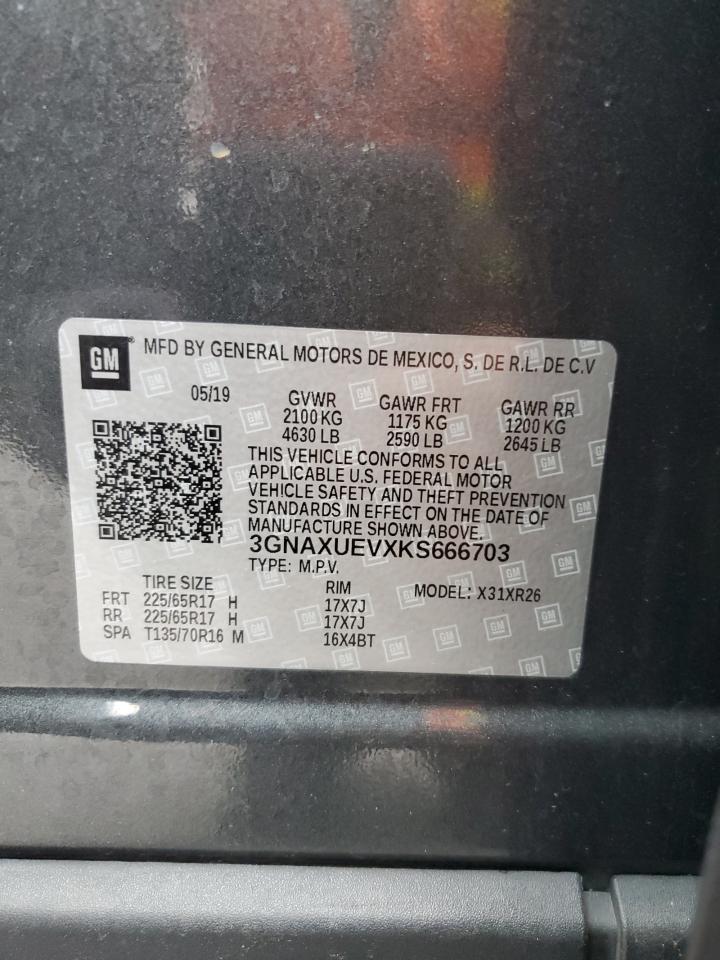 GM
MFD BY GENERAL MOTORS DE MEXICO, S. DE R.L. DE C.V
05/19 GVWR GAWR FRT GAWR RR
2100 KG 1175 KG 1200 KG
4630 LB 2590 LB 2645 LB
THIS VEHICLE CONFORMS TO ALL
APPLICABLE U.S. FEDERAL MOTOR
VEHICLE SAFETY AND THEFT PREVENTION
STANDARDS IN EFFECT ON THE DATE OF
MANUFACTURE SHOWN ABOVE.
3GNAXUEVXKS666703
TYPE: M.P.V.
TIRE SIZE RIM MODEL: X31XR26
FRT 225/65R17 H 17X7J
RR 225/65R17 H 17X7J
SPA T135/70R16 M 16X4BT